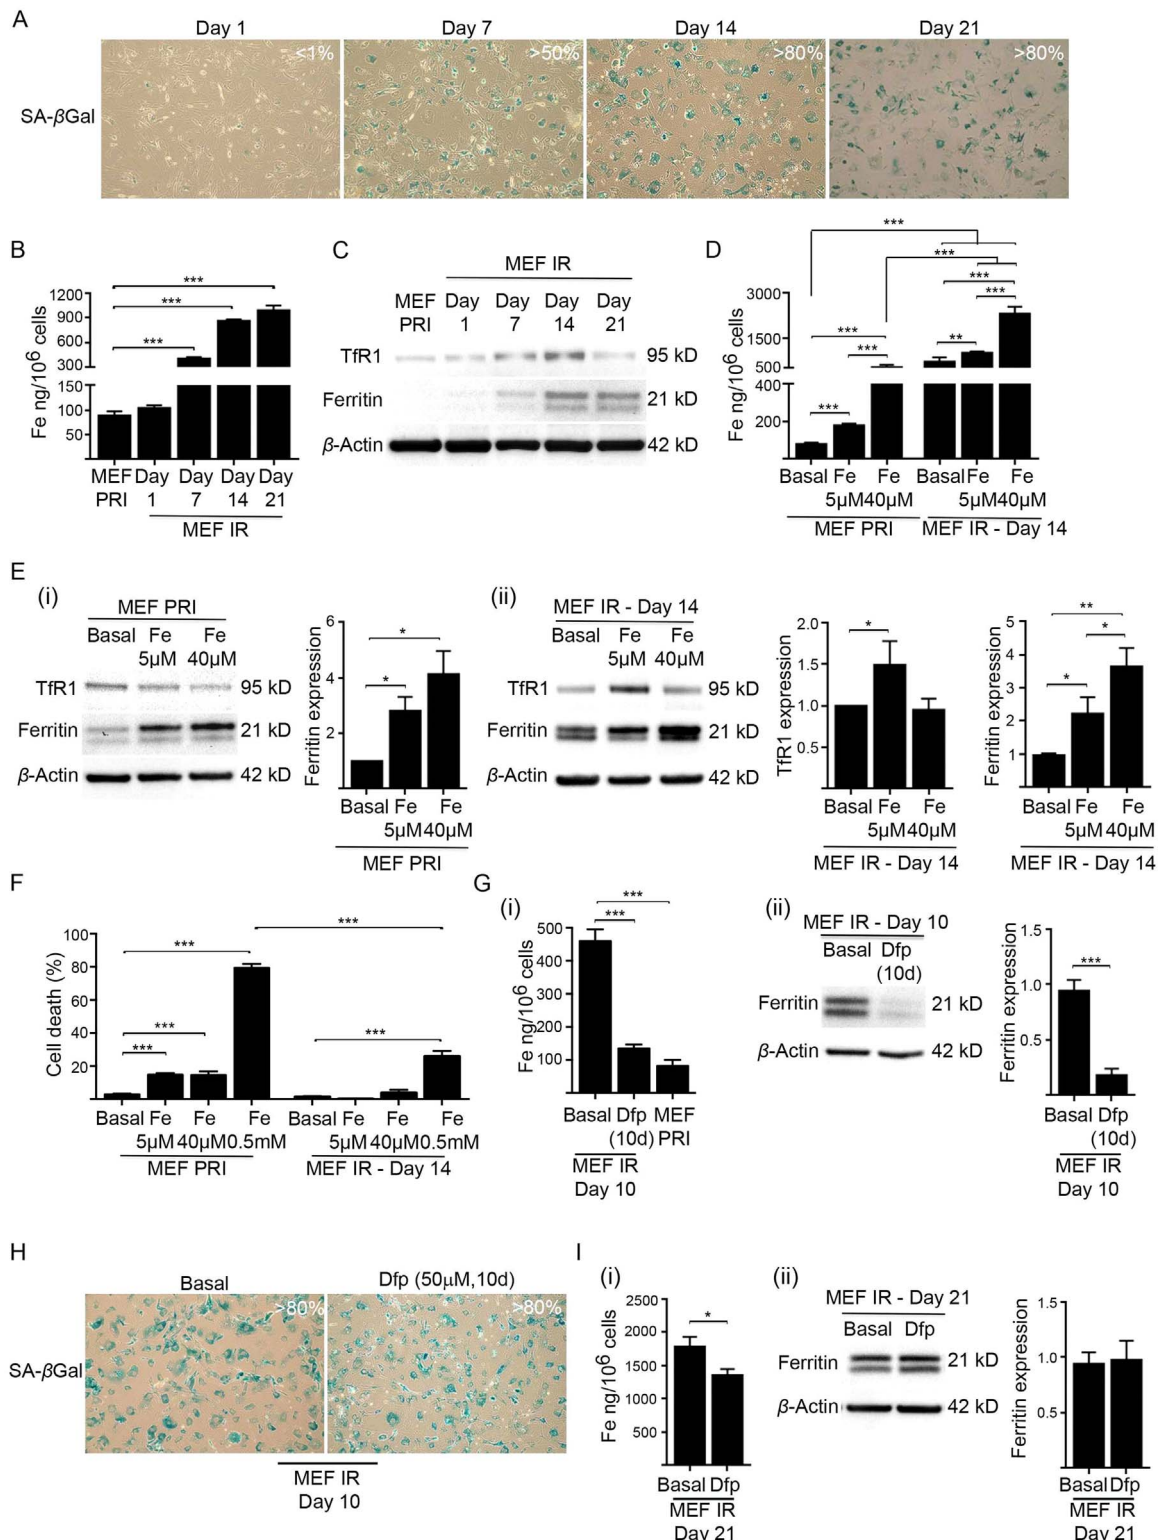 A
Day 1 Day 7 Day 14 Day 21
SA-βGal
<1% >50% >80% >80%
B
Fe ng/10⁶ cells
1200
900
600
300
150
100
50
*** *** ***
MEF Day Day Day Day
PRI 1 7 14 21
MEF IR
C
MEF IR
MEF Day Day Day Day
PRI 1 7 14 21
TfR1 95 kD
Ferritin 21 kD
β-Actin 42 kD
D
Fe ng/10⁶ cells
3000
1500
500
400
200
*** *** *** *** *** *** *** **
Basal Fe Fe Basal Fe Fe
5µM 40µM 5µM 40µM
MEF PRI MEF IR - Day 14
E
(i)
MEF PRI
Basal Fe Fe
5µM 40µM
TfR1 95 kD
Ferritin 21 kD
β-Actin 42 kD
Ferritin expression
6
4
2
* *
Basal Fe Fe
5µM 40µM
MEF PRI
(ii)
MEF IR - Day 14
Basal Fe Fe
5µM 40µM
TfR1 95 kD
Ferritin 21 kD
β-Actin 42 kD
TfR1 expression
2.0
1.5
1.0
0.5
*
Basal Fe Fe
5µM 40µM
MEF IR - Day 14
Ferritin expression
5
4
3
2
1
** * *
Basal Fe Fe
5µM 40µM
MEF IR - Day 14
F
Cell death (%)
100
80
60
40
20
*** *** *** *** ***
Basal Fe Fe Fe Basal Fe Fe Fe
5µM 40µM 0.5mM 5µM 40µM 0.5mM
MEF PRI MEF IR - Day 14
G
(i)
Fe ng/10⁶ cells
500
400
300
200
100
*** ***
Basal Dfp MEF
(10d) PRI
MEF IR
Day 10
(ii)
MEF IR - Day 10
Basal Dfp
(10d)
Ferritin 21 kD
β-Actin 42 kD
Ferritin expression
1.5
1.0
0.5
***
Basal Dfp
(10d)
MEF IR
Day 10
H
Basal Dfp (50µM,10d)
SA-βGal
>80% >80%
MEF IR
Day 10
I
(i)
Fe ng/10⁶ cells
2500
2000
1500
1000
500
*
Basal Dfp
MEF IR
Day 21
(ii)
MEF IR - Day 21
Basal Dfp
Ferritin 21 kD
β-Actin 42 kD
Ferritin expression
1.5
1.0
0.5
Basal Dfp
MEF IR
Day 21